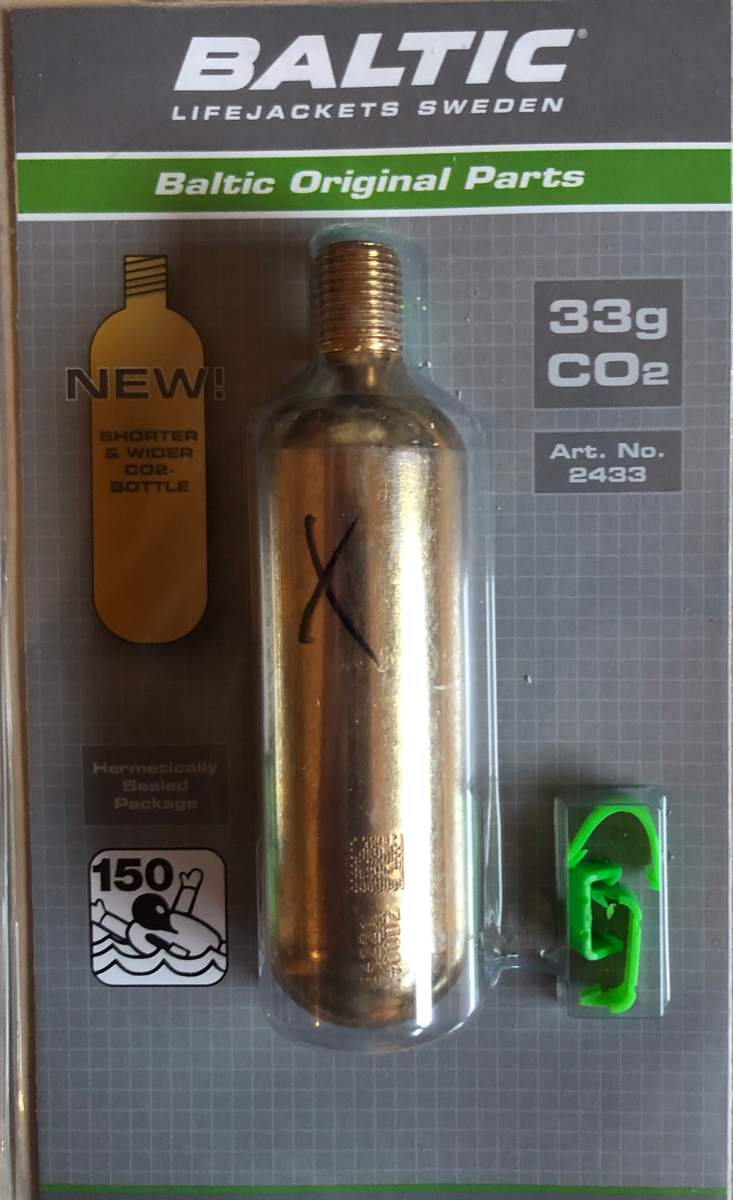 BALTIC®
LIFEJACKETS SWEDEN
Baltic Original Parts
33g
CO2
NEW!
SHORTER
& WIDER
CO2-
BOTTLE
Art. No.
2433
X
Hermetically
Sealed
Package
150